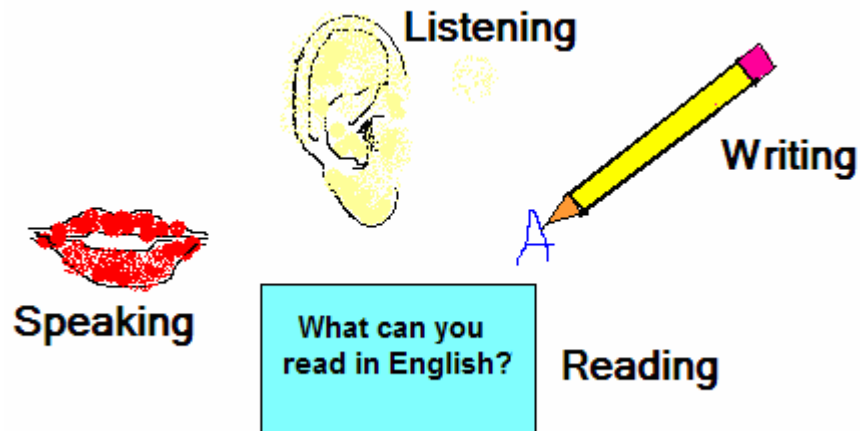 Listening
Writing
A
Speaking
What can you
read in English?
Reading